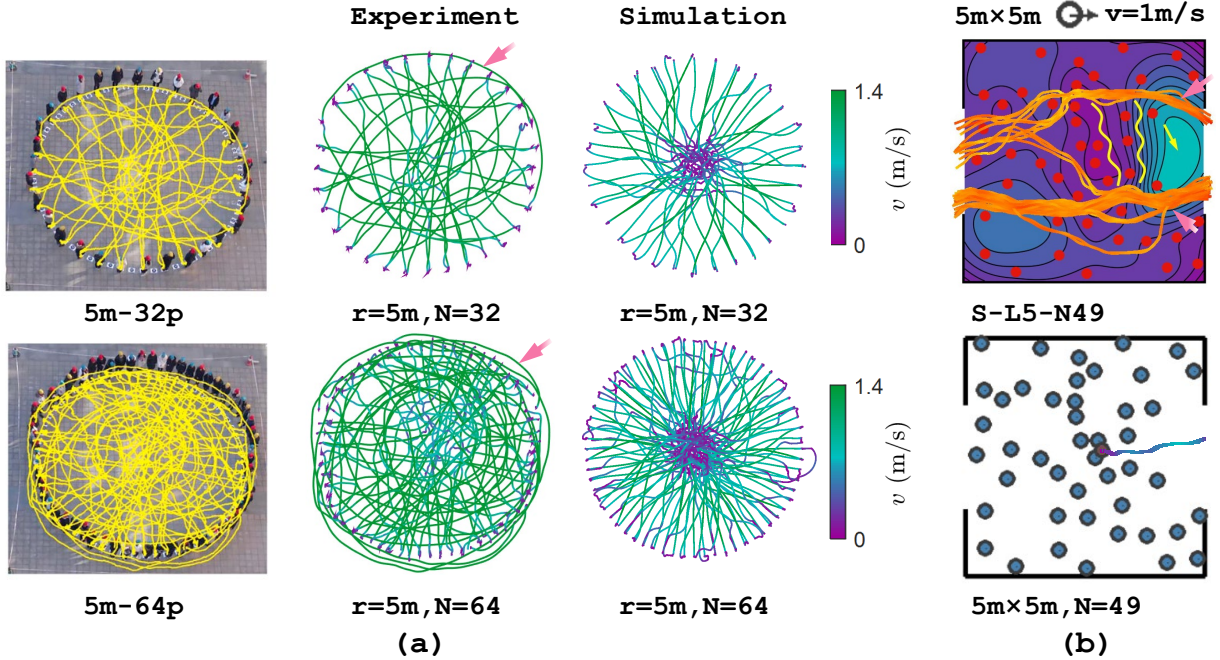 Experiment
Simulation
5m×5m v=1m/s
1.4
v (m/s)
0
5m-32p
r=5m,N=32
r=5m,N=32
S-L5-N49
1.4
v (m/s)
0
5m-64p
r=5m,N=64
r=5m,N=64
5m×5m,N=49
(a)
(b)